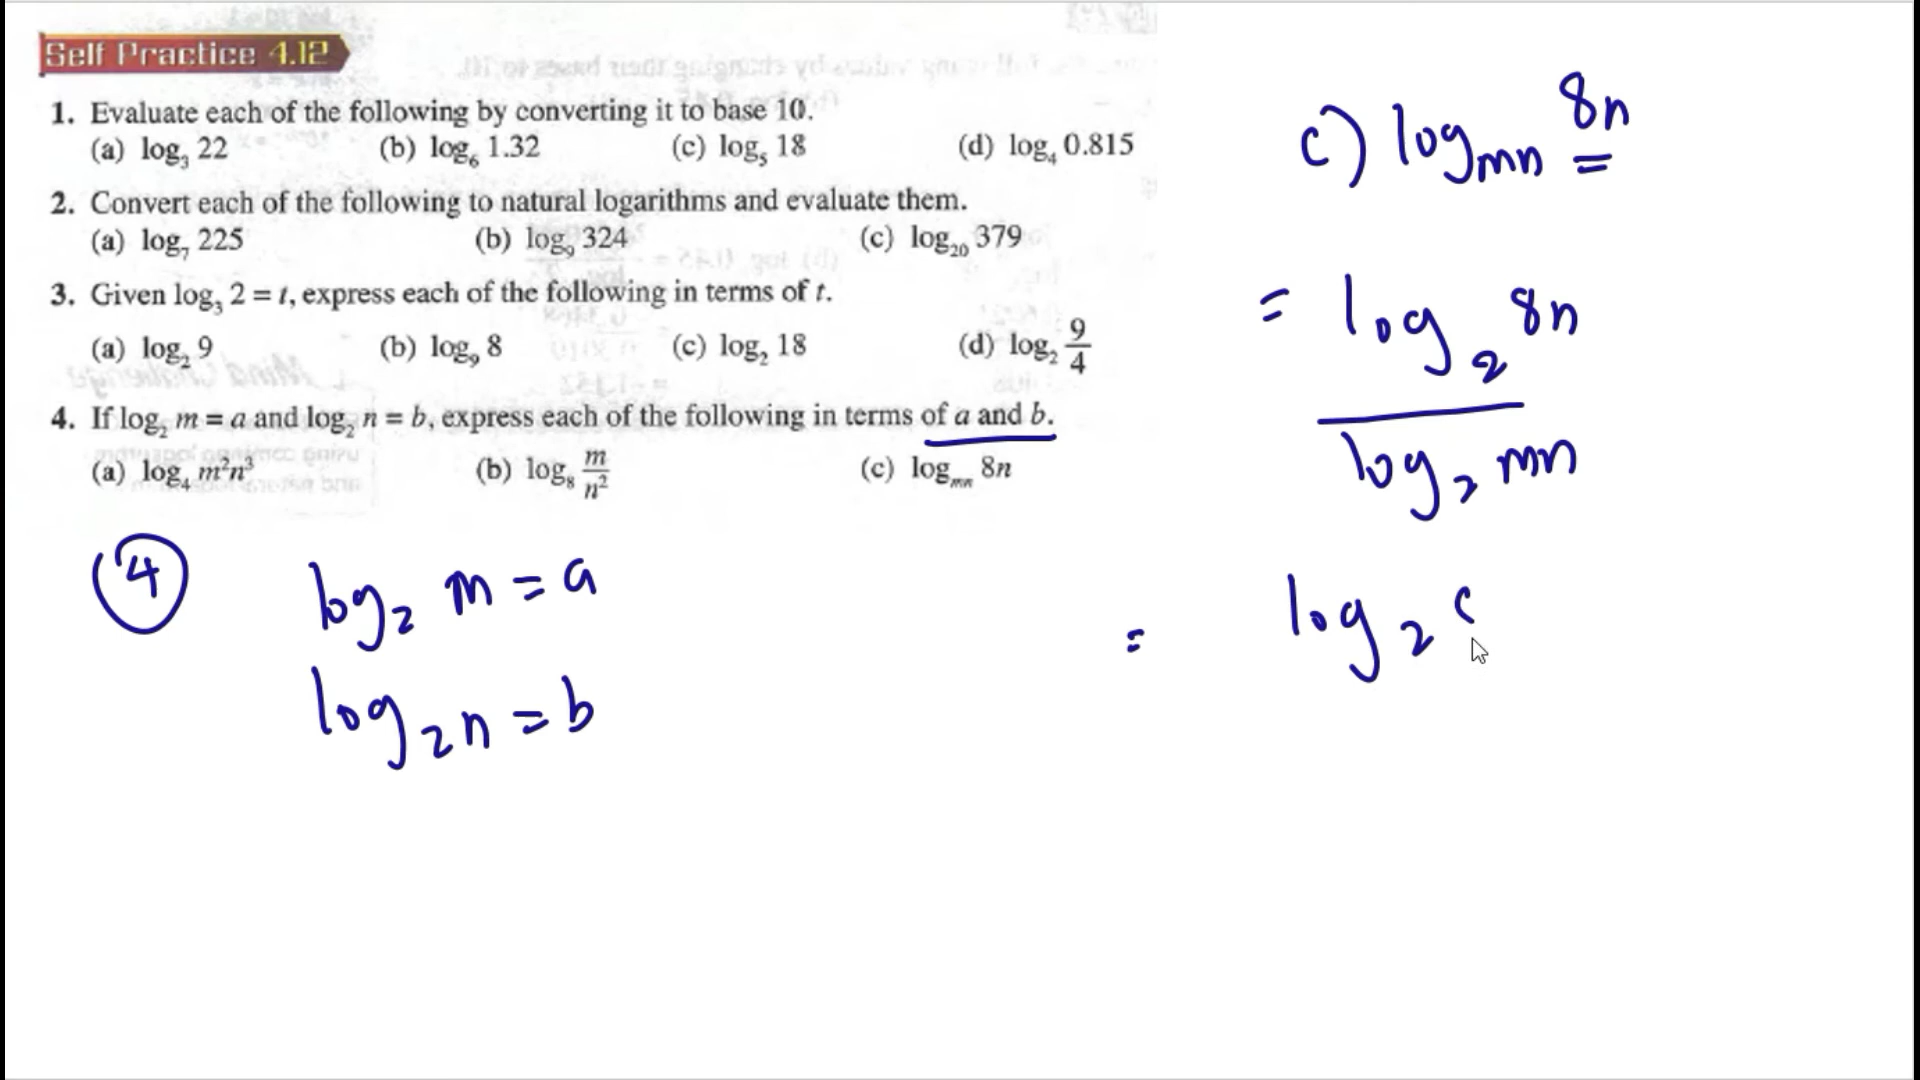 Self Practice 4.12
1. Evaluate each of the following by converting it to base 10.
(a) log₃ 22 (b) log₆ 1.32 (c) log₅ 18 (d) log₄ 0.815
2. Convert each of the following to natural logarithms and evaluate them.
(a) log₇ 225 (b) log₉ 324 (c) log₂₀ 379
3. Given log₃ 2 = t, express each of the following in terms of t.
(a) log₂ 9 (b) log₉ 8 (c) log₂ 18 (d) log₂ 9/4
4. If log₂ m = a and log₂ n = b, express each of the following in terms of a and b.
(a) log₄ m²n³ (b) log₈ m/n² (c) logₘₙ 8n
4
log₂ m = a
log₂ n = b
c) logₘₙ 8n =
= log₂ 8n
log₂ mn
= log₂